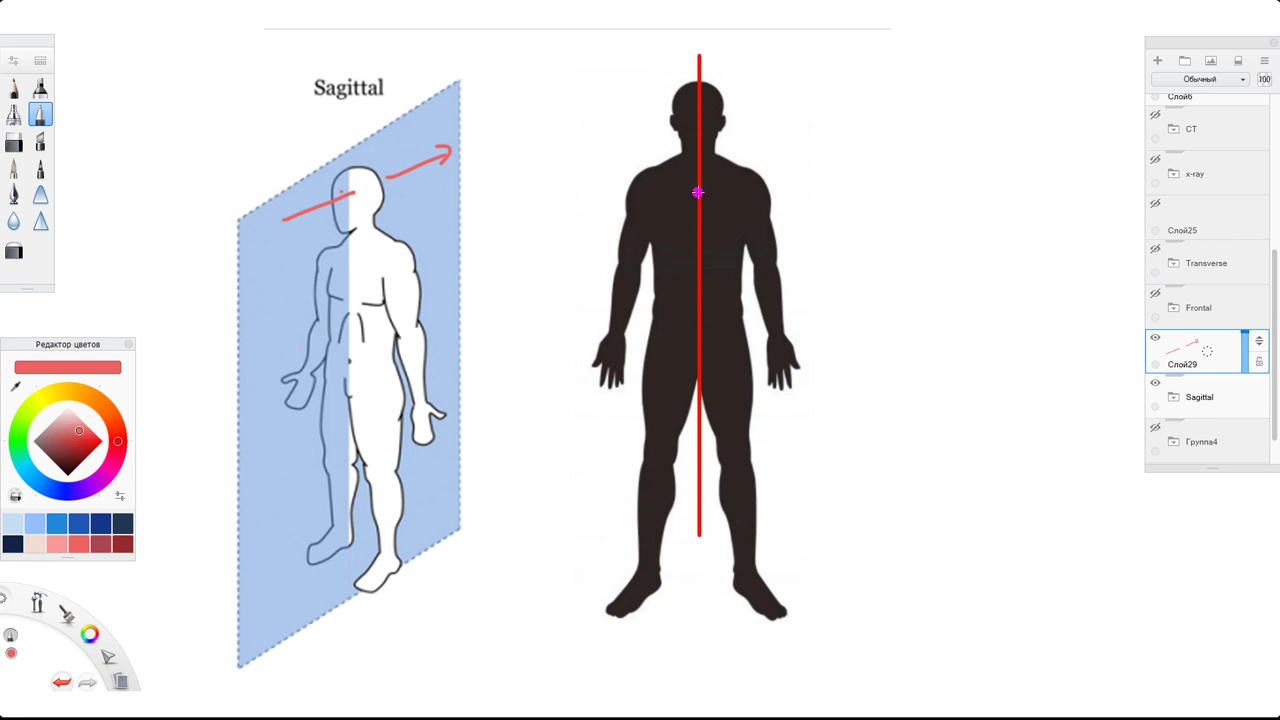 Sagittal
Обычный
100
Слой6
CT
x-ray
Слой25
Transverse
Frontal
Слой29
Sagittal
Группа4
Редактор цветов